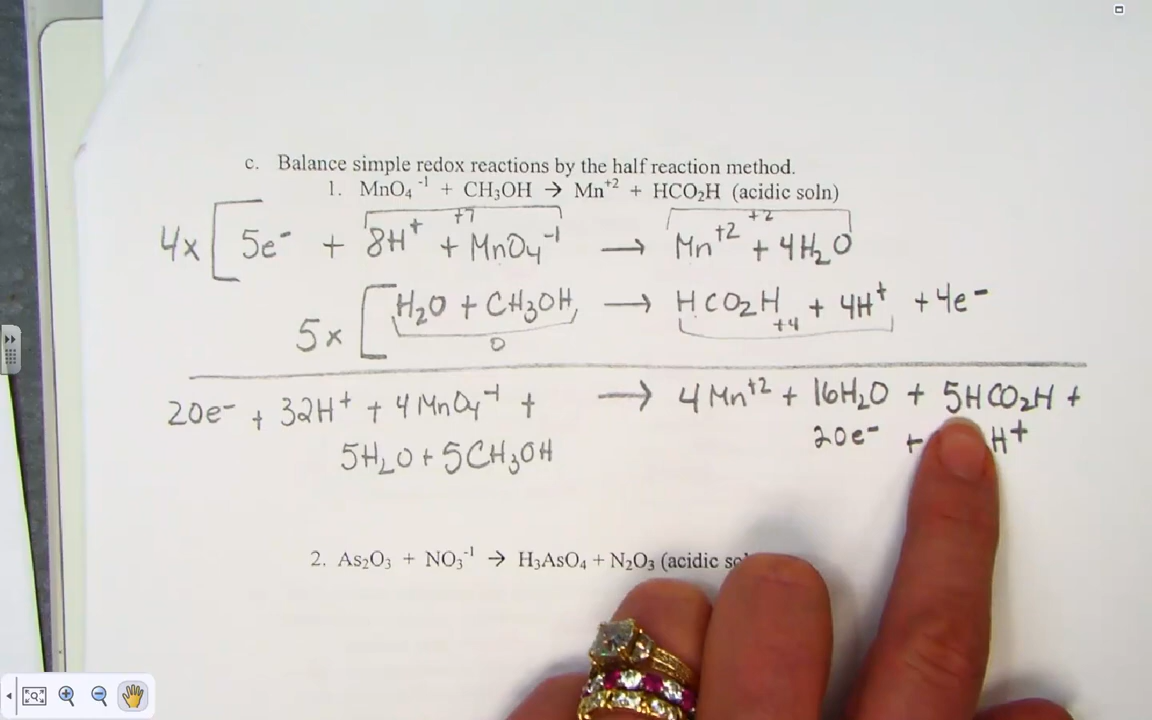 c. Balance simple redox reactions by the half reaction method.
1. MnO₄⁻¹ + CH₃OH → Mn⁺² + HCO₂H (acidic soln)
+7 +2
4x [ 5e⁻ + 8H⁺ + MnO₄⁻¹ → Mn⁺² + 4H₂O
5x [ H₂O + CH₃OH → HCO₂H + 4H⁺ + 4e⁻
0 +4
20e⁻ + 32H⁺ + 4MnO₄⁻¹ + → 4Mn⁺² + 16H₂O + 5HCO₂H +
5H₂O + 5CH₃OH 20e⁻ + H⁺
2. As₂O₃ + NO₃⁻¹ → H₃AsO₄ + N₂O₃ (acidic